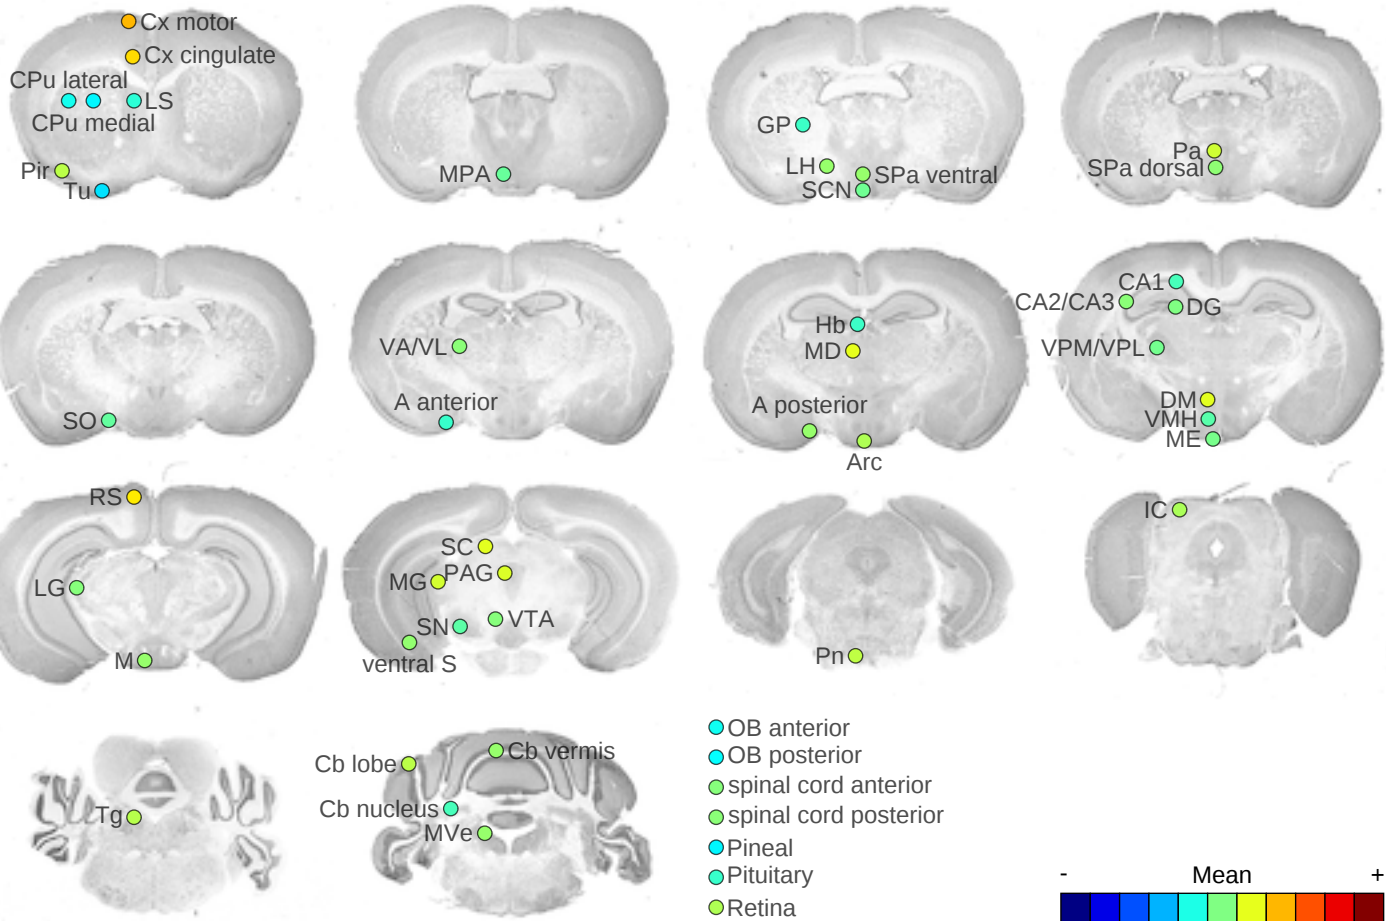 Cx motor
Cx cingulate
CPu lateral
LS
CPu medial
Pir
Tu
MPA
GP
LH
SPa ventral
SCN
Pa
SPa dorsal
SO
VA/VL
A anterior
Hb
MD
A posterior
Arc
CA1
CA2/CA3
DG
VPM/VPL
DM
VMH
ME
RS
LG
M
SC
MG
PAG
SN
VTA
ventral S
Pn
IC
Tg
Cb lobe
Cb vermis
Cb nucleus
MVe
OB anterior
OB posterior
spinal cord anterior
spinal cord posterior
Pineal
Pituitary
Retina
- Mean +